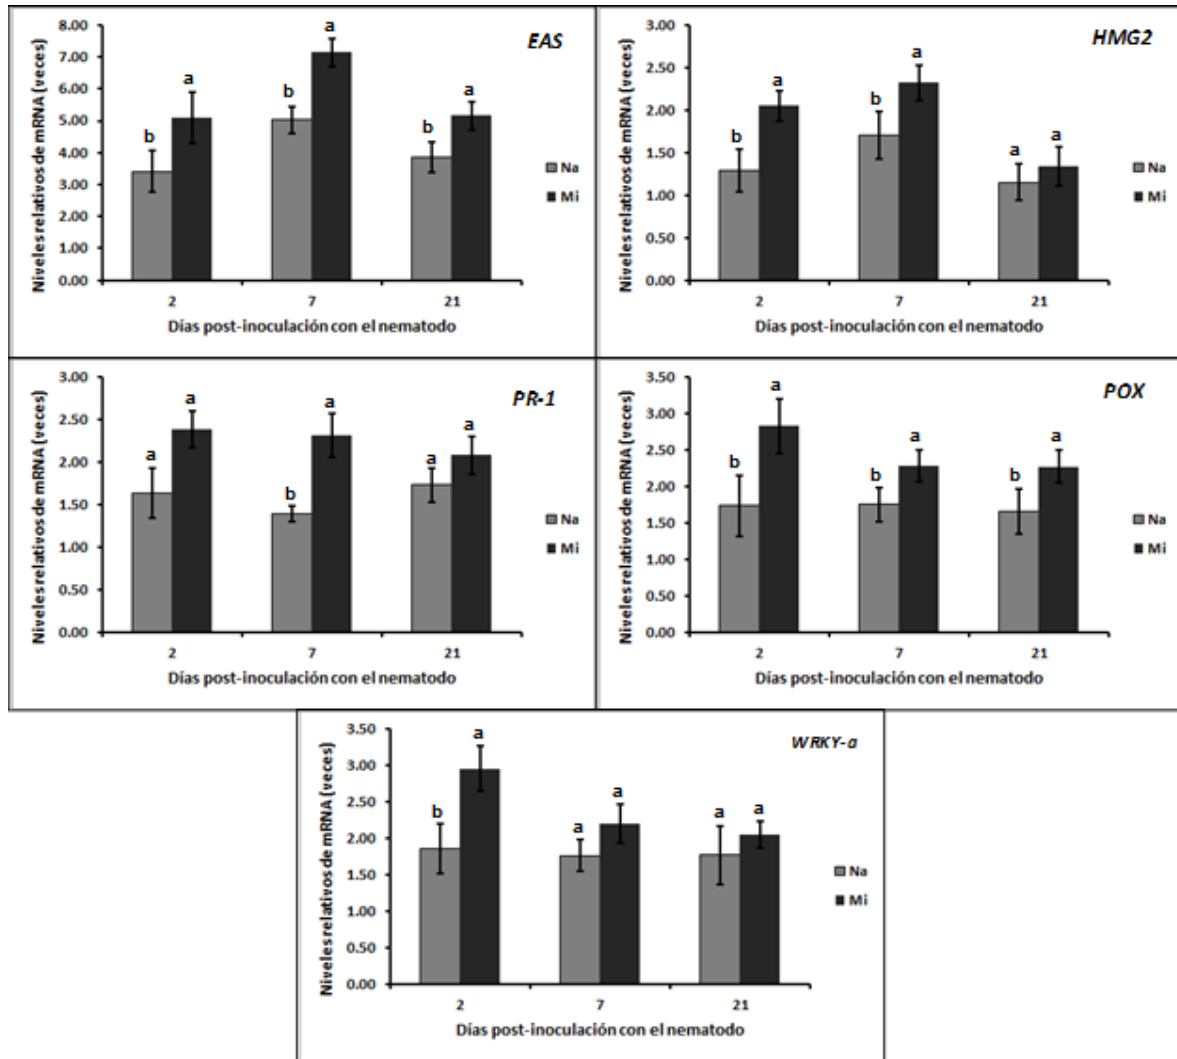 EAS
Niveles relativos de mRNA (veces)
8.00
7.00
6.00
5.00
4.00
3.00
2.00
1.00
0.00
b a b a b a
2 7 21
Días post-inoculación con el nematodo
Na
Mi
HMG2
Niveles relativos de mRNA (veces)
3.00
2.50
2.00
1.50
1.00
0.50
0.00
b a b a a a
2 7 21
Días post-inoculación con el nematodo
Na
Mi
PR-1
Niveles relativos de mRNA (veces)
3.00
2.50
2.00
1.50
1.00
0.50
0.00
a a b a a a
2 7 21
Días post-inoculación con el nematodo
Na
Mi
POX
Niveles relativos de mRNA (veces)
3.50
3.00
2.50
2.00
1.50
1.00
0.50
0.00
b a b a b a
2 7 21
Días post-inoculación con el nematodo
Na
Mi
WRKY-a
Niveles relativos de mRNA (veces)
3.50
3.00
2.50
2.00
1.50
1.00
0.50
0.00
b a a a a a
2 7 21
Días post-inoculación con el nematodo
Na
Mi